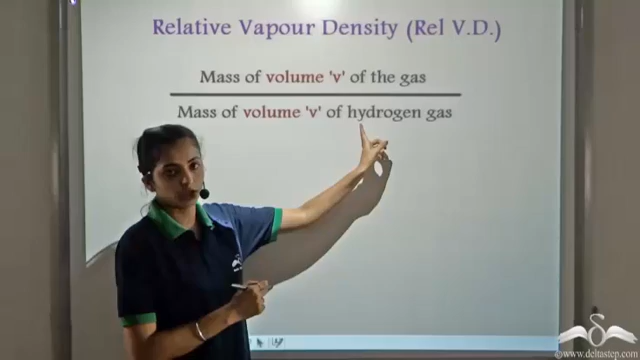 Relative Vapour Density (Rel V.D.)
Mass of volume 'v' of the gas
Mass of volume 'v' of hydrogen gas
©www.deltastep.com